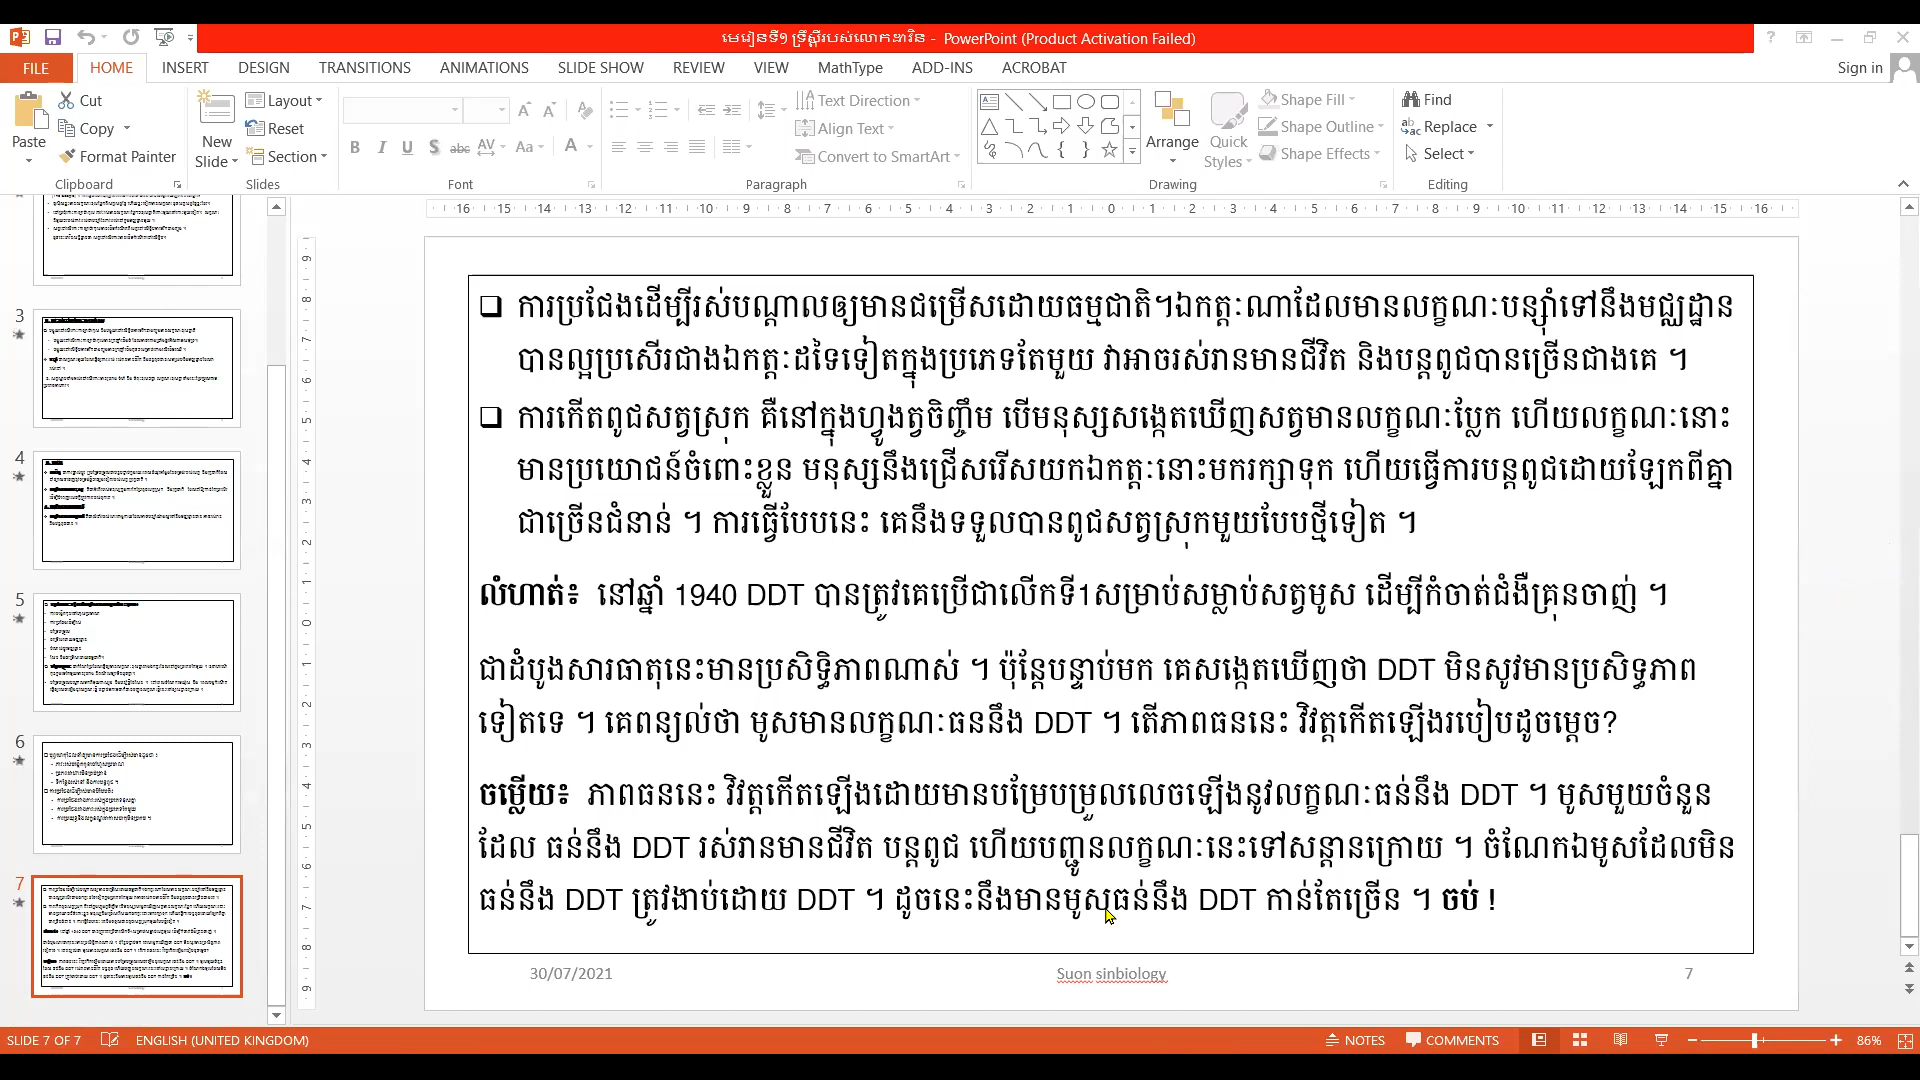 មេរៀនទី១ ទ្រឹស្តីរបស់លោកដាវិន - PowerPoint (Product Activation Failed)
FILE HOME INSERT DESIGN TRANSITIONS ANIMATIONS SLIDE SHOW REVIEW VIEW MathType ADD-INS ACROBAT Sign in
Paste
Cut
Copy
Format Painter
Clipboard
New Slide
Layout
Reset
Section
Slides
Font
Text Direction
Align Text
Convert to SmartArt
Paragraph
Arrange
Quick Styles
Shape Fill
Shape Outline
Shape Effects
Drawing
Find
Replace
Select
Editing
3
4
5
6
7
ការប្រជែងដើម្បីរស់បណ្តាលឲ្យមានជម្រើសដោយធម្មជាតិ។ឯកត្តៈណាដែលមានលក្ខណៈបន្ស៊ាំទៅនឹងមជ្ឈដ្ឋាន
បានល្អប្រសើរជាងឯកត្តៈដទៃទៀតក្នុងប្រភេទតែមួយ វាអាចរស់រានមានជីវិត និងបន្តពូជបានច្រើនជាងគេ ។
ការកើតពូជសត្វស្រុក គឺនៅក្នុងហ្វូងត្វចិញ្ចឹម បើមនុស្សសង្កេតឃើញសត្វមានលក្ខណៈប្លែក ហើយលក្ខណៈនោះ
មានប្រយោជន៍ចំពោះខ្លួន មនុស្សនឹងជ្រើសរើសយកឯកត្តៈនោះមករក្សាទុក ហើយធ្វើការបន្តពូជដោយឡែកពីគ្នា
ជាច្រើនជំនាន់ ។ ការធ្វើបែបនេះ គេនឹងទទួលបានពូជសត្វស្រុកមួយបែបថ្មីទៀត ។
លំហាត់៖ នៅឆ្នាំ 1940 DDT បានត្រូវគេប្រើជាលើកទី1សម្រាប់សម្លាប់សត្វមូស ដើម្បីកំចាត់ជំងឺគ្រុនចាញ់ ។
ជាដំបូងសារធាតុនេះមានប្រសិទ្ធិភាពណាស់ ។ ប៉ុន្តែបន្ទាប់មក គេសង្កេតឃើញថា DDT មិនសូវមានប្រសិទ្ធភាព
ទៀតទេ ។ គេពន្យល់ថា មូសមានលក្ខណៈធននឹង DDT ។ តើភាពធននេះ វិវត្តកើតឡើងរបៀបដូចម្តេច?
ចម្លើយ៖ ភាពធននេះ វិវត្តកើតឡើងដោយមានបម្រែបម្រួលលេចឡើងនូវលក្ខណៈធន់នឹង DDT ។ មូសមួយចំនួន
ដែល ធន់នឹង DDT រស់រានមានជីវិត បន្តពូជ ហើយបញ្ជូនលក្ខណៈនេះទៅសន្តានក្រោយ ។ ចំណែកឯមូសដែលមិន
ធន់នឹង DDT ត្រូវងាប់ដោយ DDT ។ ដូចនេះនឹងមានមូសធន់នឹង DDT កាន់តែច្រើន ។ ចប់ !
30/07/2021 Suon sinbiology 7
SLIDE 7 OF 7 ENGLISH (UNITED KINGDOM) NOTES COMMENTS 86%